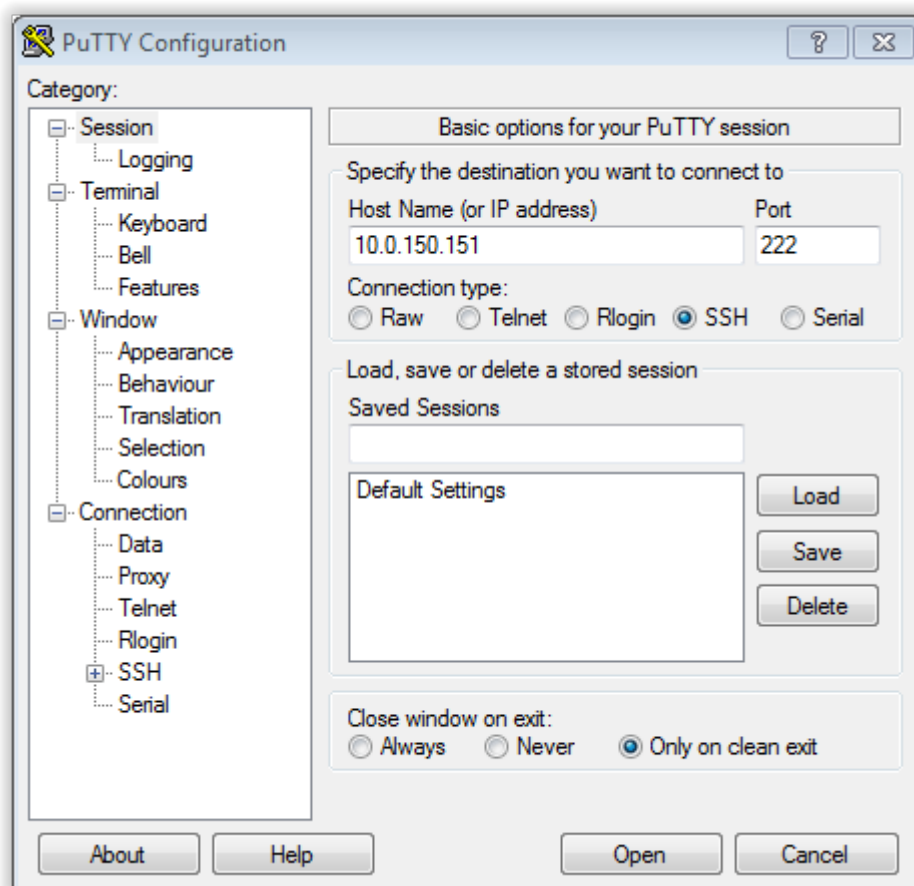 PuTTY Configuration
Category:
Session
Logging
Terminal
Keyboard
Bell
Features
Window
Appearance
Behaviour
Translation
Selection
Colours
Connection
Data
Proxy
Telnet
Rlogin
SSH
Serial
Basic options for your PuTTY session
Specify the destination you want to connect to
Host Name (or IP address) Port
10.0.150.151 222
Connection type:
Raw Telnet Rlogin SSH Serial
Load, save or delete a stored session
Saved Sessions
Default Settings
Load
Save
Delete
Close window on exit:
Always Never Only on clean exit
About Help Open Cancel